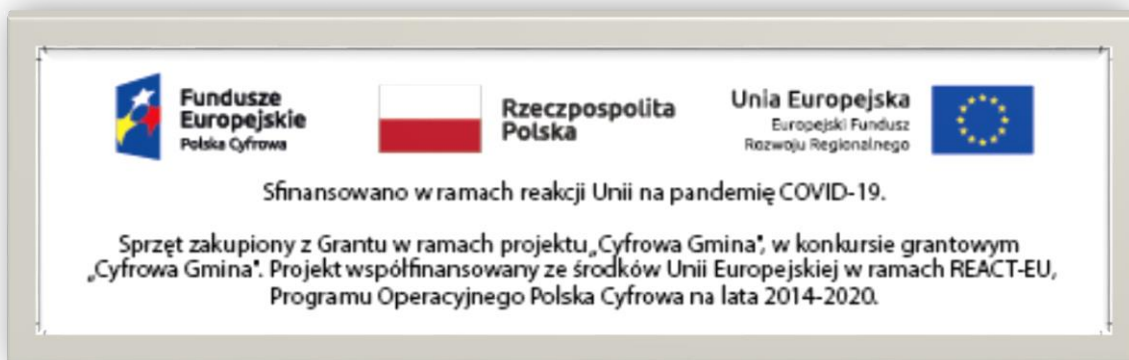 Fundusze
Europejskie
Polska Cyfrowa
Rzeczpospolita
Polska
Unia Europejska
Europejski Fundusz
Rozwoju Regionalnego
Sfinansowano w ramach reakcji Unii na pandemię COVID-19.
Sprzęt zakupiony z Grantu w ramach projektu „Cyfrowa Gmina", w konkursie grantowym
„Cyfrowa Gmina". Projekt współfinansowany ze środków Unii Europejskiej w ramach REACT-EU,
Programu Operacyjnego Polska Cyfrowa na lata 2014-2020.